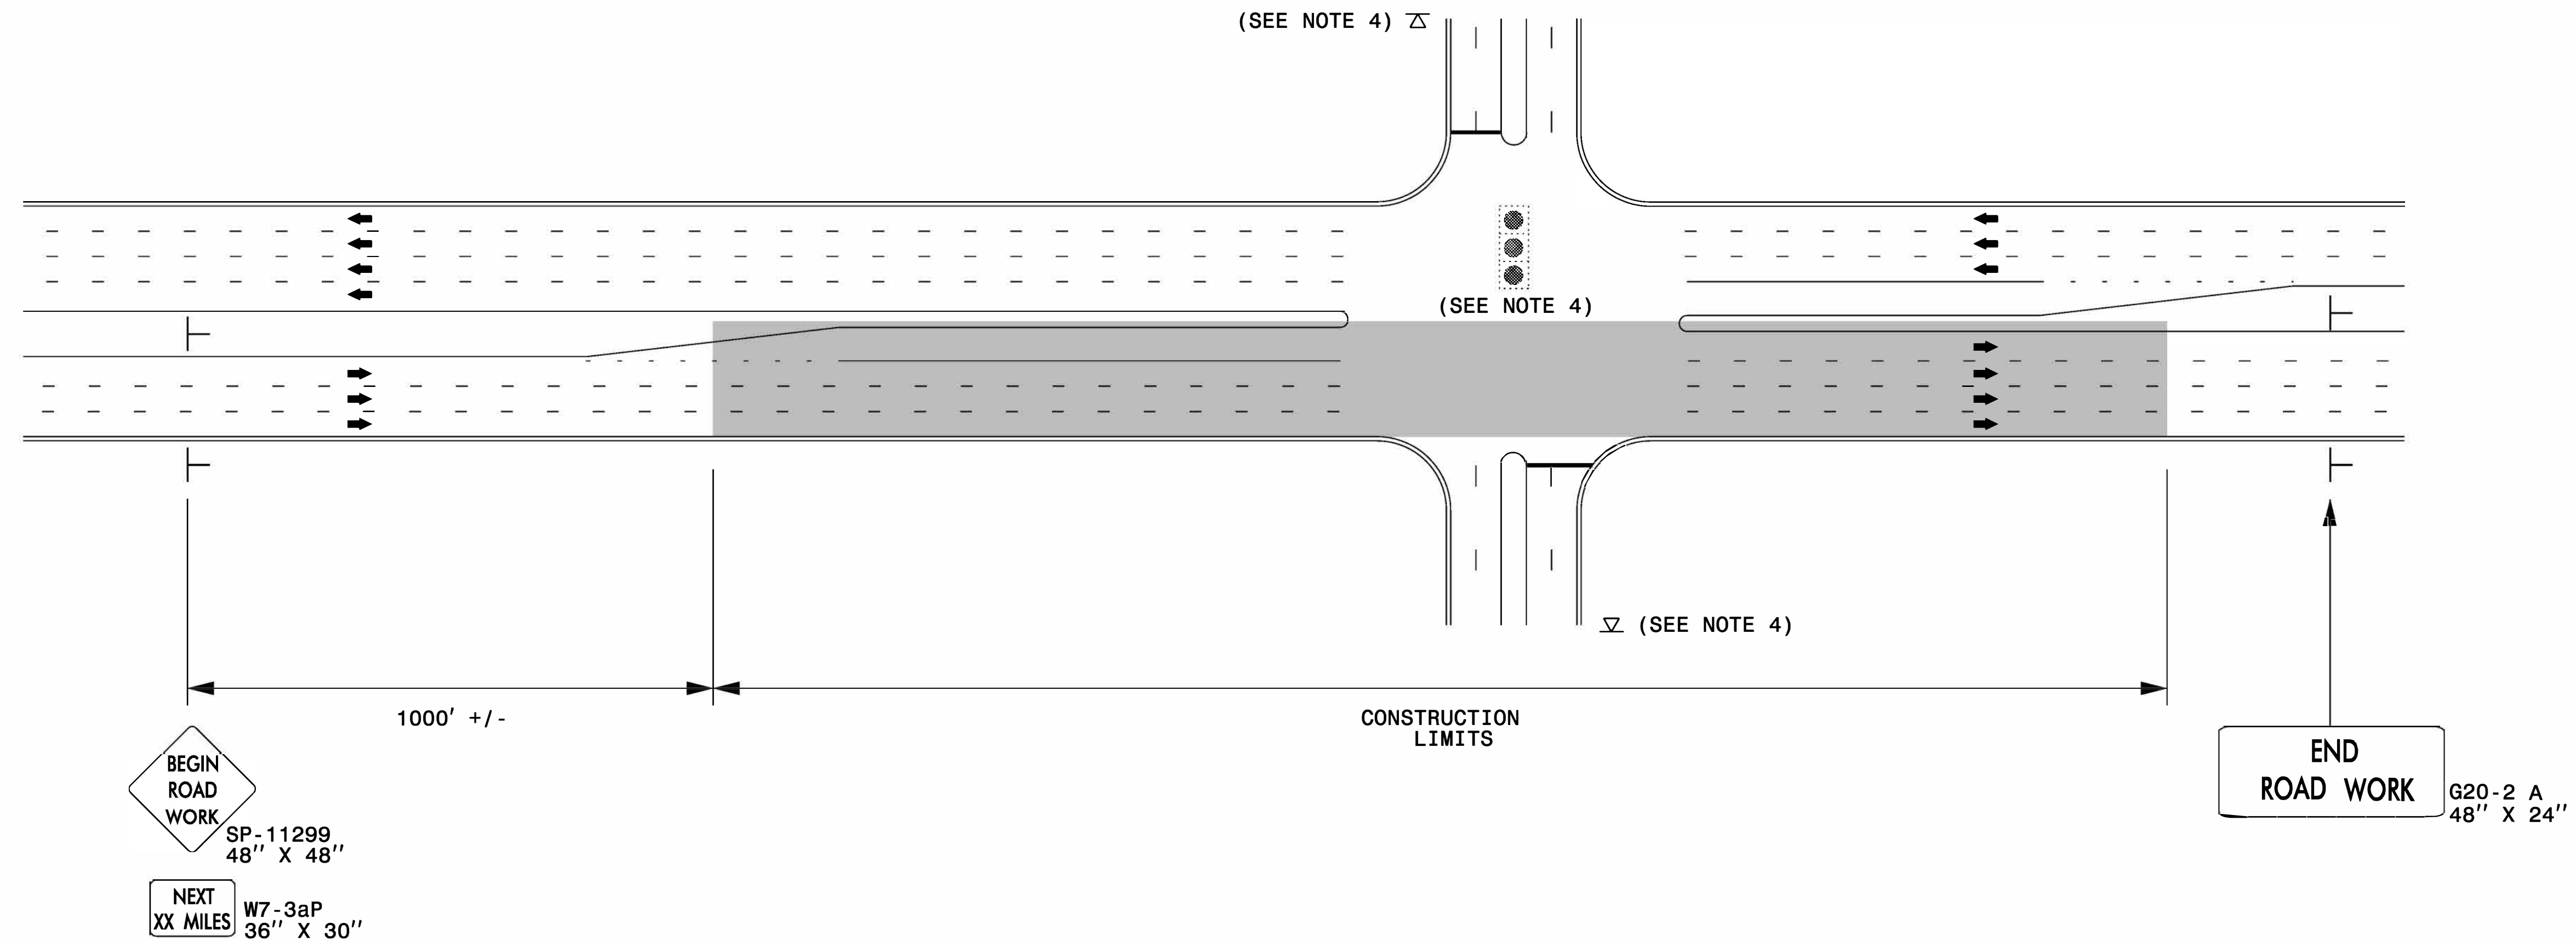 (SEE NOTE 4)
(SEE NOTE 4)
(SEE NOTE 4)
1000' +/-
CONSTRUCTION
LIMITS
BEGIN
ROAD
WORK
SP-11299
48'' X 48''
NEXT
XX MILES
W7-3aP
36'' X 30''
END
ROAD WORK
G20-2 A
48'' X 24''